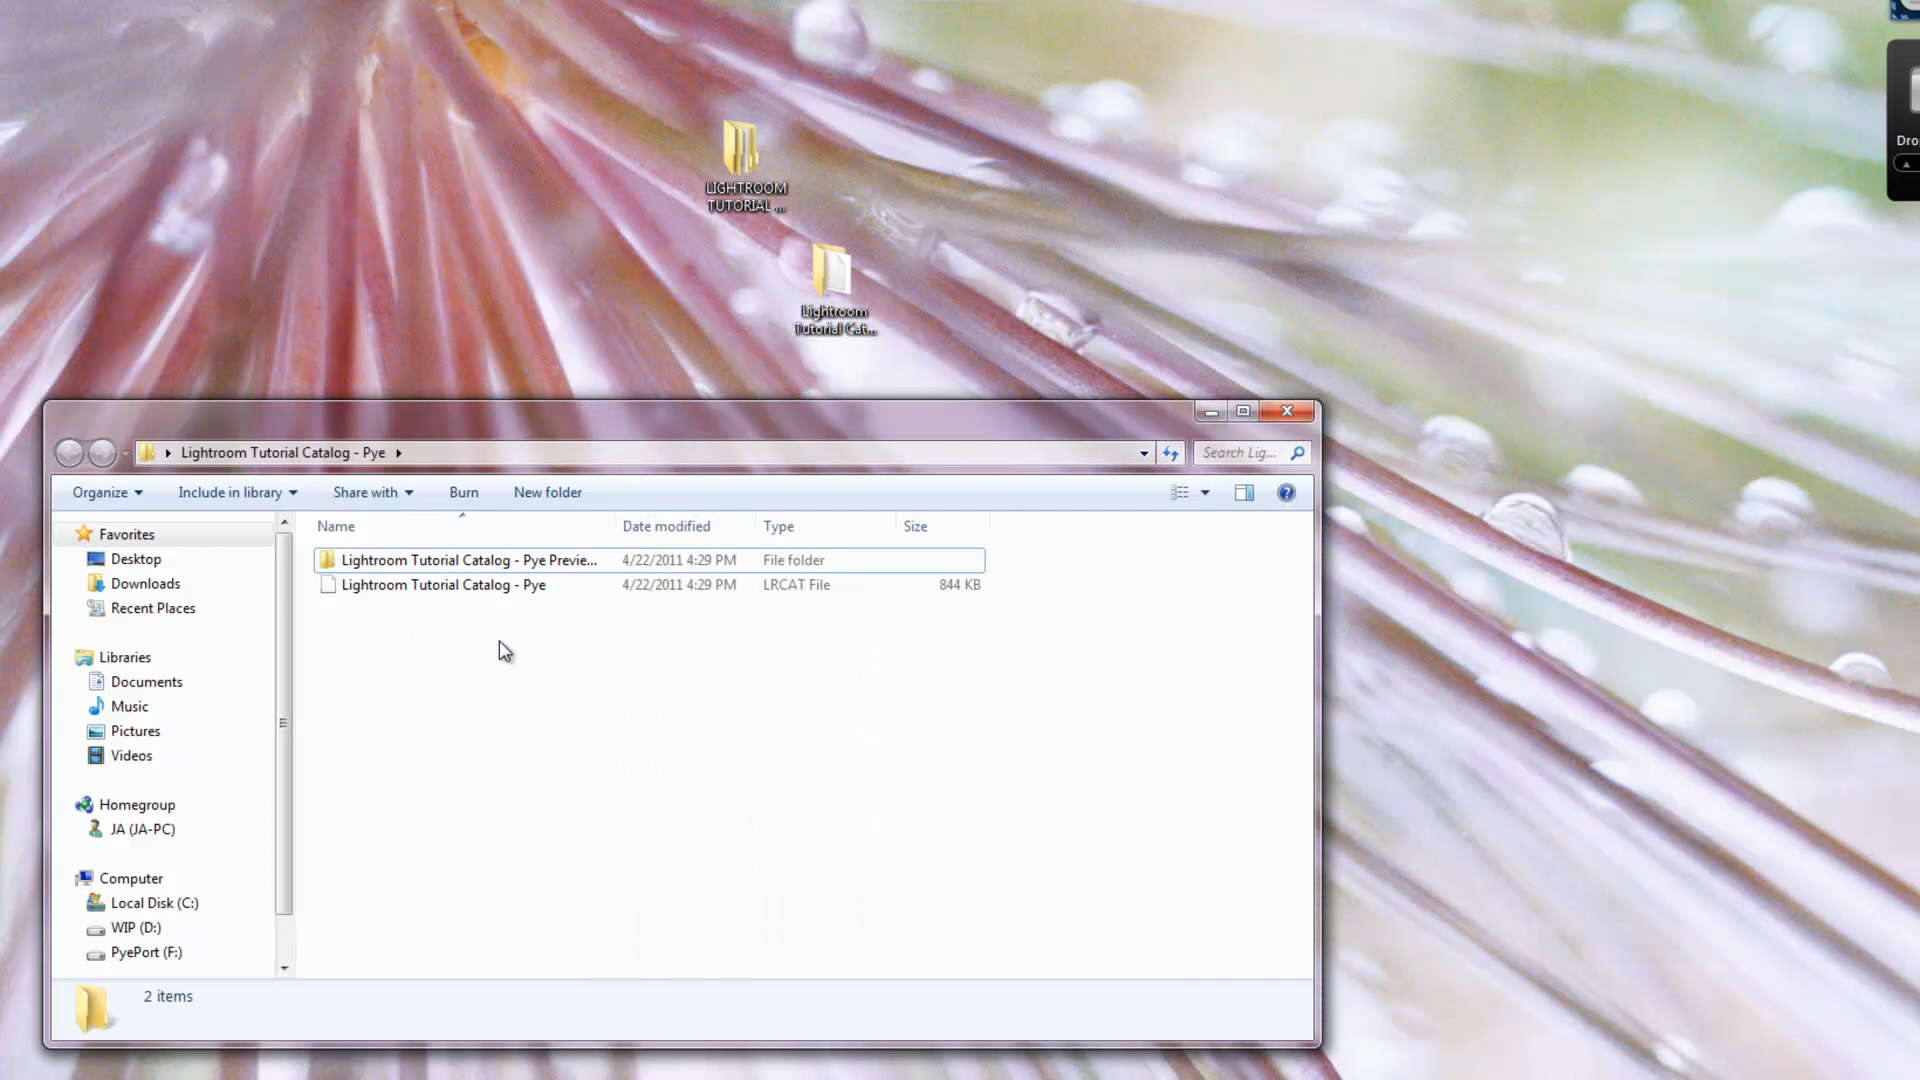 Dro
LIGHTROOM
TUTORIAL ...
Lightroom
Tutorial Cat...
Lightroom Tutorial Catalog - Pye
Search Lig...
Organize Include in library Share with Burn New folder
Name Date modified Type Size
Lightroom Tutorial Catalog - Pye Previe... 4/22/2011 4:29 PM File folder
Lightroom Tutorial Catalog - Pye 4/22/2011 4:29 PM LRCAT File 844 KB
Favorites
Desktop
Downloads
Recent Places
Libraries
Documents
Music
Pictures
Videos
Homegroup
JA (JA-PC)
Computer
Local Disk (C:)
WIP (D:)
PyePort (F:)
2 items